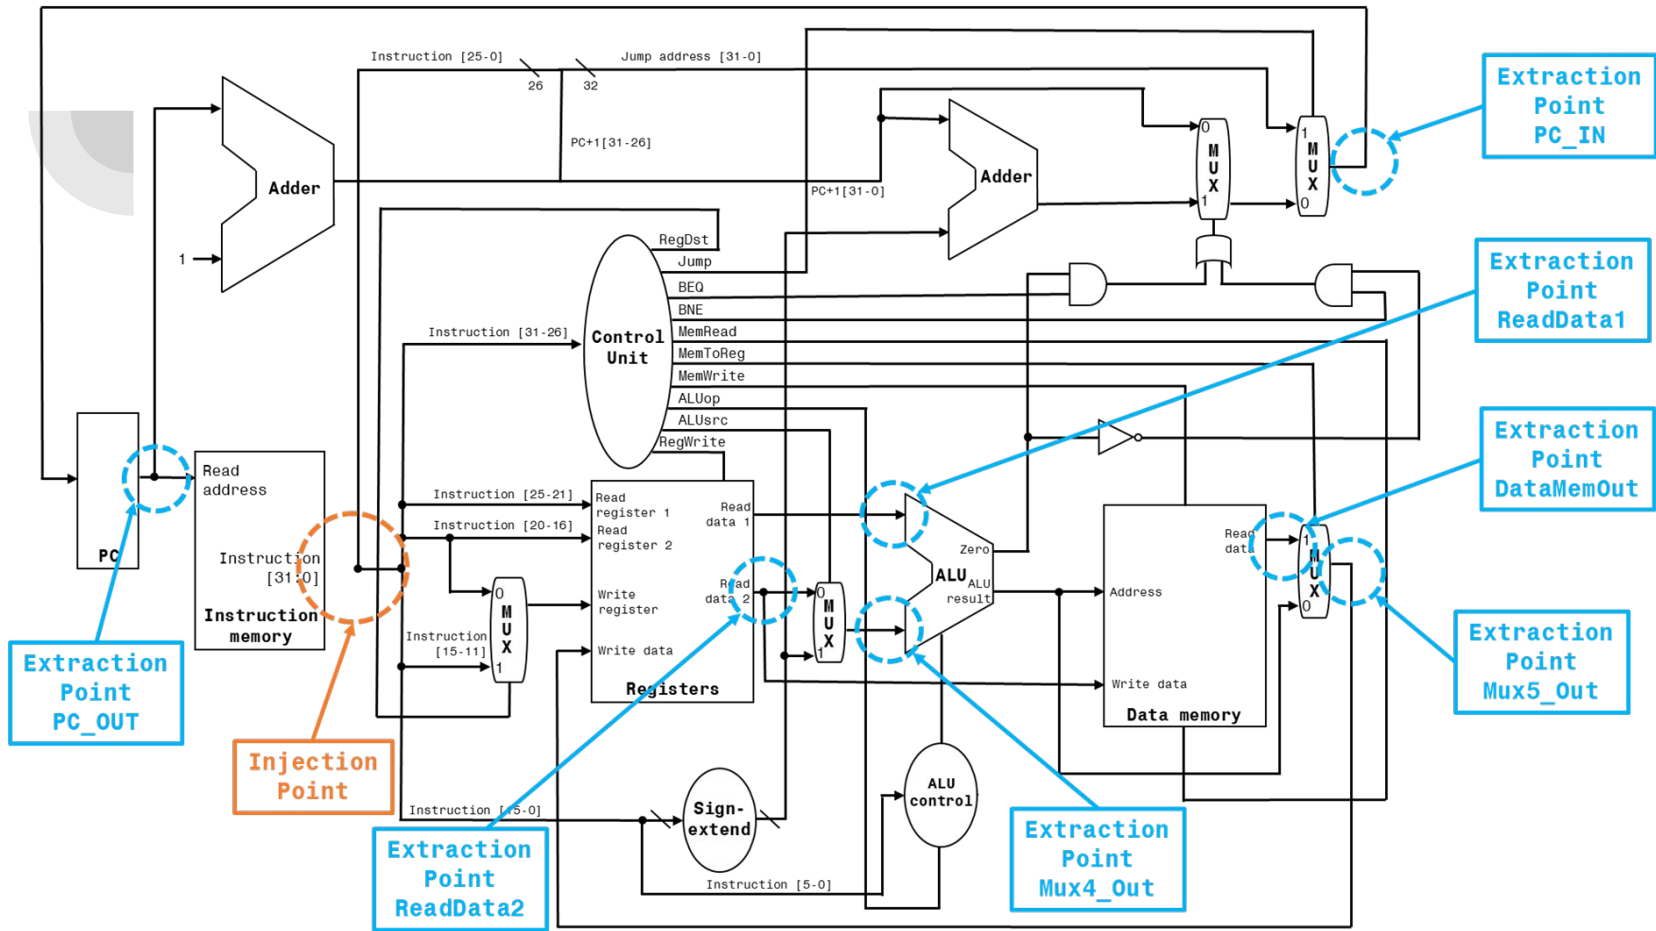 Instruction [25-0]
26
32
Jump address [31-0]
PC+1[31-26]
PC+1[31-0]
Adder
1
Adder
0
MUX
1
1
MUX
0
Extraction
Point
PC_IN
RegDst
Jump
BEQ
BNE
MemRead
MemToReg
MemWrite
ALUop
ALUsrc
RegWrite
Control
Unit
Instruction [31-26]
Extraction
Point
ReadData1
Extraction
Point
DataMemOut
PC
Read
address
Instruction
[31:0]
Instruction
memory
Instruction [25-21]
Instruction [20-16]
Instruction
[15-11]
0
MUX
1
Read
register 1
Read
register 2
Write
register
Write data
Read
data 1
Read
data 2
Registers
0
MUX
1
Zero
ALU
ALU
result
Address
Write data
Read
data
Data memory
1
MUX
0
Extraction
Point
Mux5_Out
Extraction
Point
PC_OUT
Injection
Point
Instruction [15-0]
Sign-
extend
ALU
control
Instruction [5-0]
Extraction
Point
ReadData2
Extraction
Point
Mux4_Out